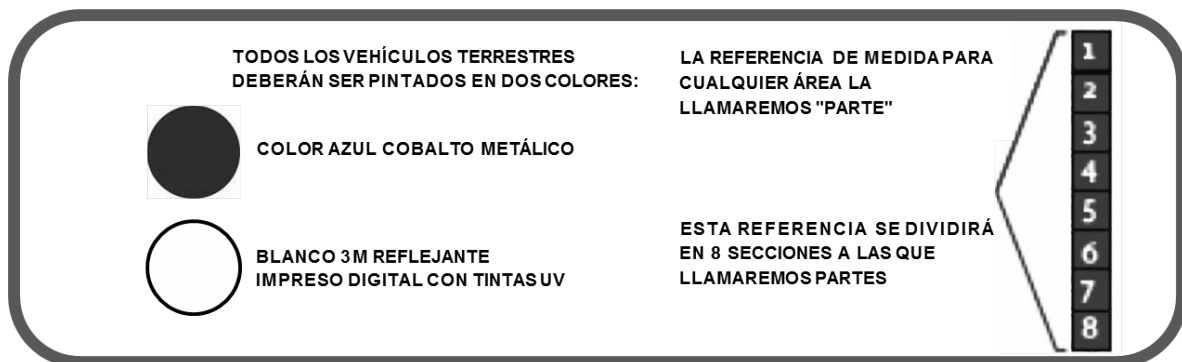 TODOS LOS VEHÍCULOS TERRESTRES
DEBERÁN SER PINTADOS EN DOS COLORES:
COLOR AZUL COBALTO METÁLICO
BLANCO 3M REFLEJANTE
IMPRESO DIGITAL CON TINTAS UV
LA REFERENCIA DE MEDIDA PARA
CUALQUIER ÁREA LA
LLAMAREMOS "PARTE"
ESTA REFERENCIA SE DIVIDIRÁ
EN 8 SECCIONES A LAS QUE
LLAMAREMOS PARTES
1
2
3
4
5
6
7
8